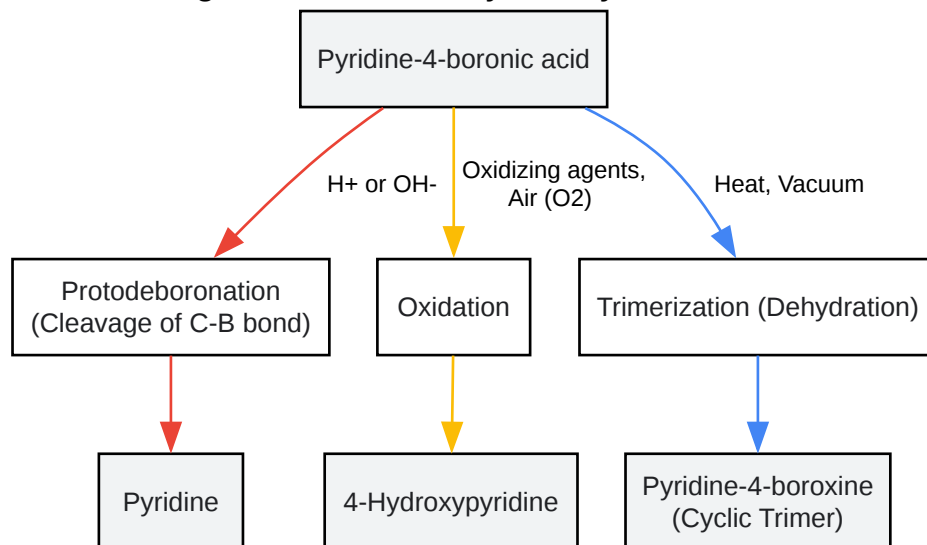 Pyridine-4-boronic acid
H+ or OH-
Oxidizing agents,
Air (O2)
Heat, Vacuum
Protodeboronation
(Cleavage of C-B bond)
Oxidation
Trimerization (Dehydration)
Pyridine
4-Hydroxypyridine
Pyridine-4-boroxine
(Cyclic Trimer)